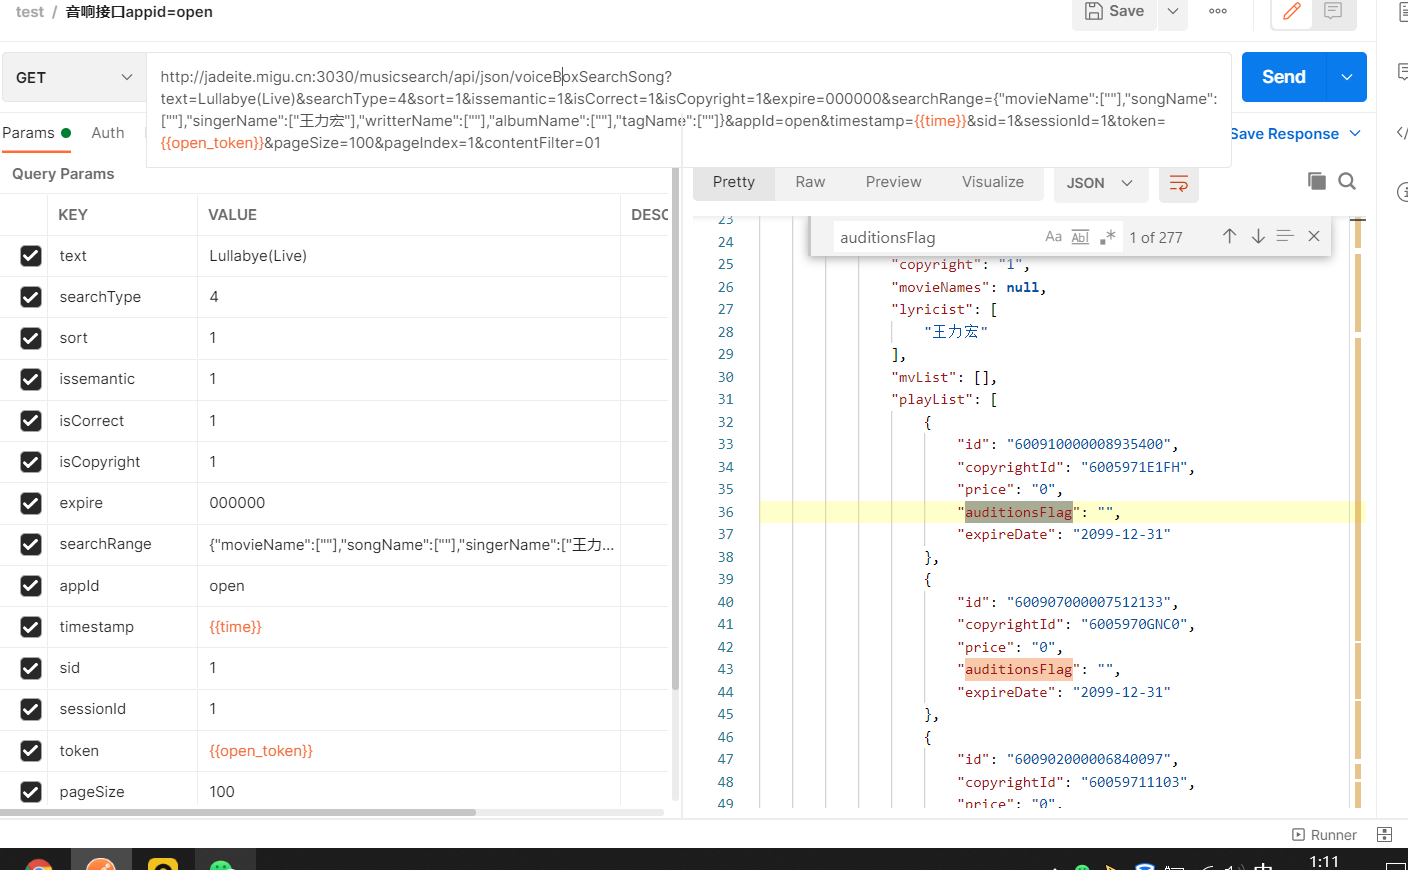 test / 音响接口appid=open
Save
GET
http://jadeite.migu.cn:3030/musicsearch/api/json/voiceBoxSearchSong?
text=Lullabye(Live)&searchType=4&sort=1&issemantic=1&isCorrect=1&isCopyright=1&expire=000000&searchRange={"movieName":[""],"songName":
[""],"singerName":["王力宏"],"writterName":[""],"albumName":[""],"tagName":[""]}&appId=open&timestamp={{time}}&sid=1&sessionId=1&token=
{{open_token}}&pageSize=100&pageIndex=1&contentFilter=01
Send
Params
Auth
Save Response
Query Params
KEY VALUE DESC
text Lullabye(Live)
searchType 4
sort 1
issemantic 1
isCorrect 1
isCopyright 1
expire 000000
searchRange {"movieName":[""],"songName":[""],"singerName":["王力...
appId open
timestamp {{time}}
sid 1
sessionId 1
token {{open_token}}
pageSize 100
Pretty Raw Preview Visualize JSON
auditionsFlag Aa Abl .* 1 of 277
23
24
25 "copyright": "1",
26 "movieNames": null,
27 "lyricist": [
28 "王力宏"
29 ],
30 "mvList": [],
31 "playList": [
32 {
33 "id": "600910000008935400",
34 "copyrightId": "6005971E1FH",
35 "price": "0",
36 "auditionsFlag": "",
37 "expireDate": "2099-12-31"
38 },
39 {
40 "id": "600907000007512133",
41 "copyrightId": "6005970GNC0",
42 "price": "0",
43 "auditionsFlag": "",
44 "expireDate": "2099-12-31"
45 },
46 {
47 "id": "600902000006840097",
48 "copyrightId": "60059711103",
49 "price": "0",
Runner
中
1:11